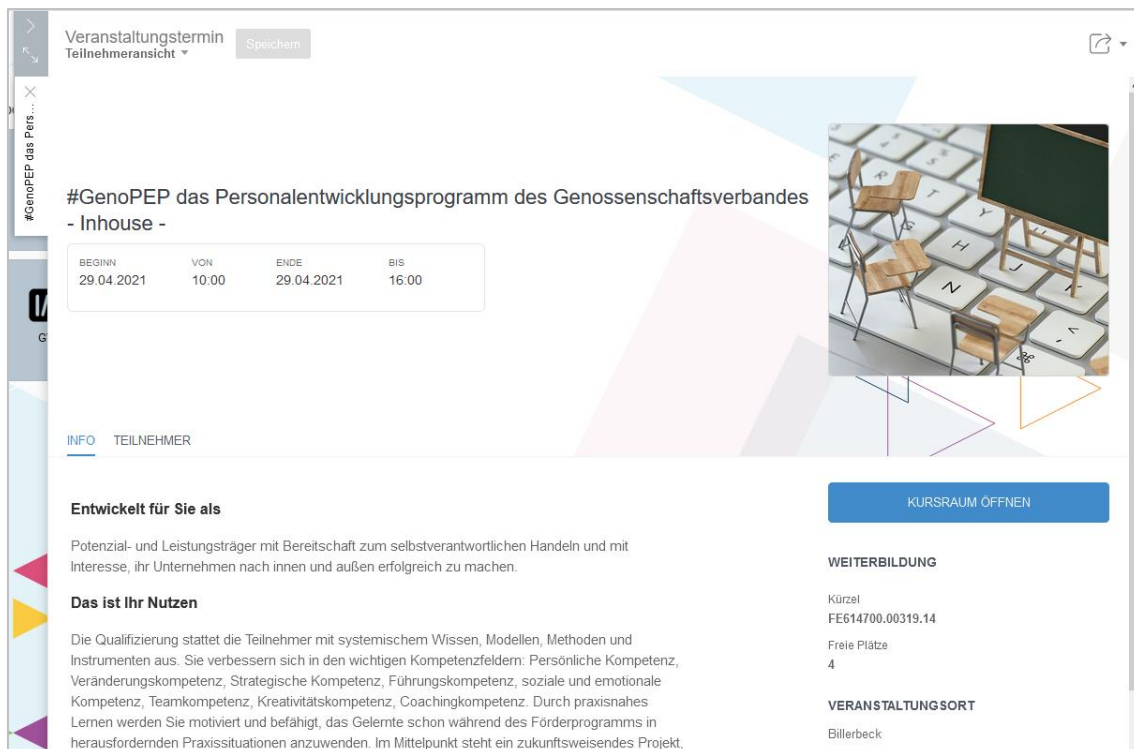 Veranstaltungstermin
Teilnehmeransicht
Speichern
#GenoPEP das Pers...
#GenoPEP das Personalentwicklungsprogramm des Genossenschaftsverbandes
- Inhouse -
BEGINN VON ENDE BIS
29.04.2021 10:00 29.04.2021 16:00
INFO TEILNEHMER
Entwickelt für Sie als
Potenzial- und Leistungsträger mit Bereitschaft zum selbstverantwortlichen Handeln und mit
Interesse, ihr Unternehmen nach innen und außen erfolgreich zu machen.
Das ist Ihr Nutzen
Die Qualifizierung stattet die Teilnehmer mit systemischem Wissen, Modellen, Methoden und
Instrumenten aus. Sie verbessern sich in den wichtigen Kompetenzfeldern: Persönliche Kompetenz,
Veränderungskompetenz, Strategische Kompetenz, Führungskompetenz, soziale und emotionale
Kompetenz, Teamkompetenz, Kreativitätskompetenz, Coachingkompetenz. Durch praxisnahes
Lernen werden Sie motiviert und befähigt, das Gelernte schon während des Förderprogramms in
herausfordernden Praxissituationen anzuwenden. Im Mittelpunkt steht ein zukunftsweisendes Projekt,
KURSRAUM ÖFFNEN
WEITERBILDUNG
Kürzel
FE614700.00319.14
Freie Plätze
4
VERANSTALTUNGSORT
Billerbeck